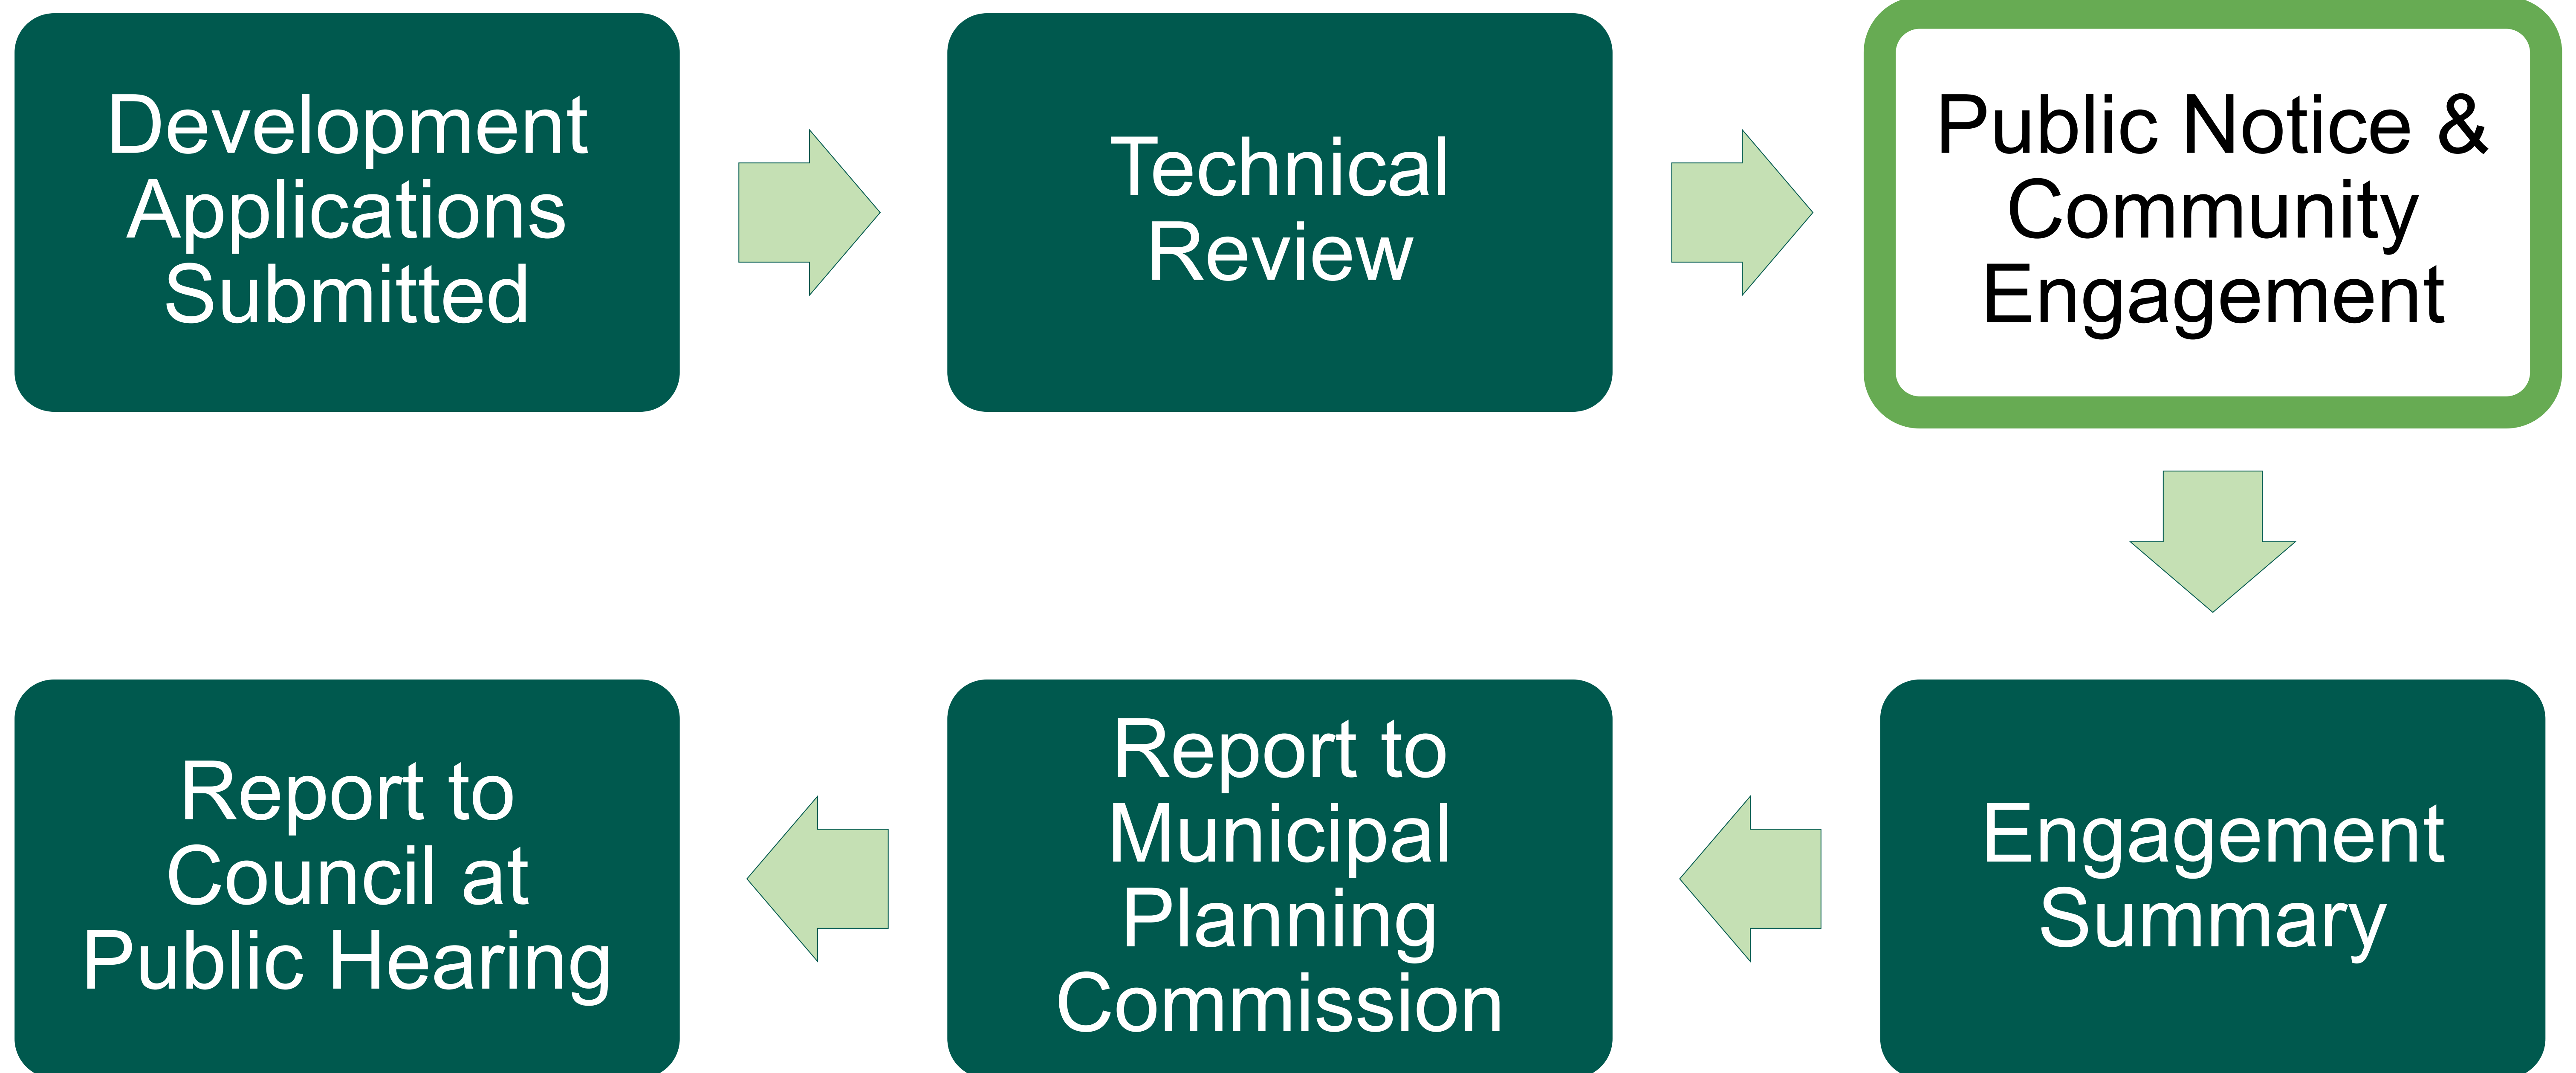 Development
Applications
Submitted
Technical
Review
Public Notice &
Community
Engagement
Engagement
Summary
Report to
Municipal
Planning
Commission
Report to
Council at
Public Hearing